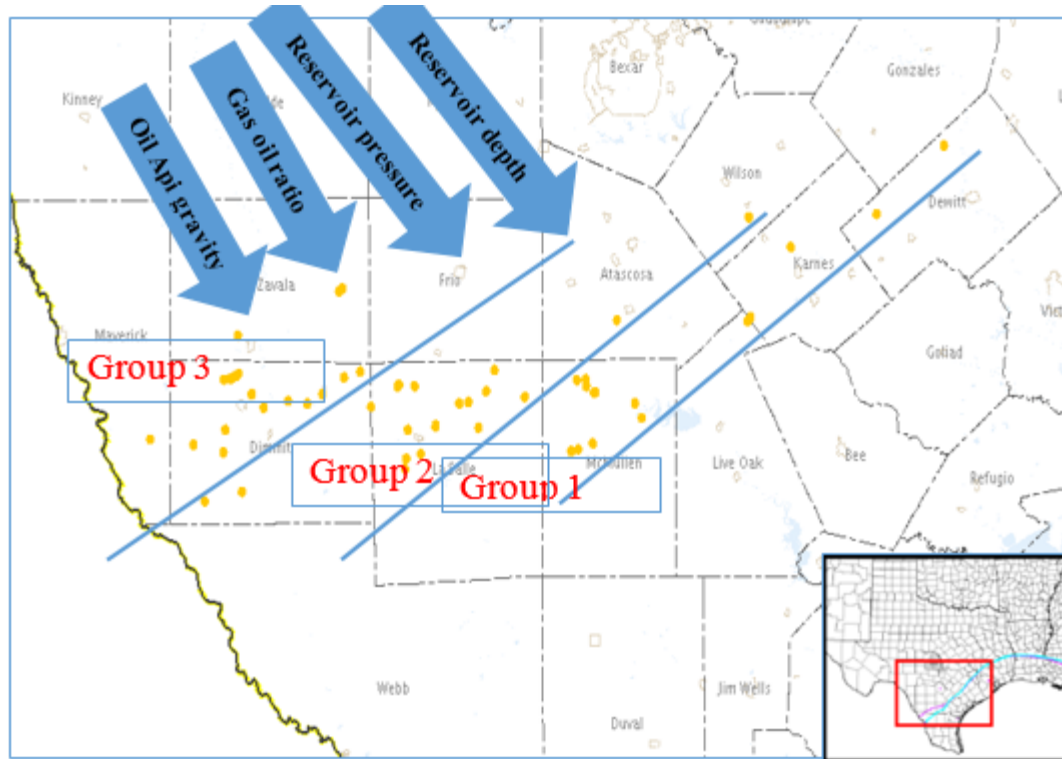 Guadalupe
Bexar
Gonzales
Kinney
Oil Api gravity
Gas oil ratio
Reservoir pressure
Reservoir depth
Wilson
Dewitt
Karnes
Zavala
Frio
Atascosa
Maverick
Goliad
Group 3
Dimmit
Group 2
La Salle
Group 1
McMullen
Live Oak
Bee
Refugio
Webb
Jim Wells
Duval